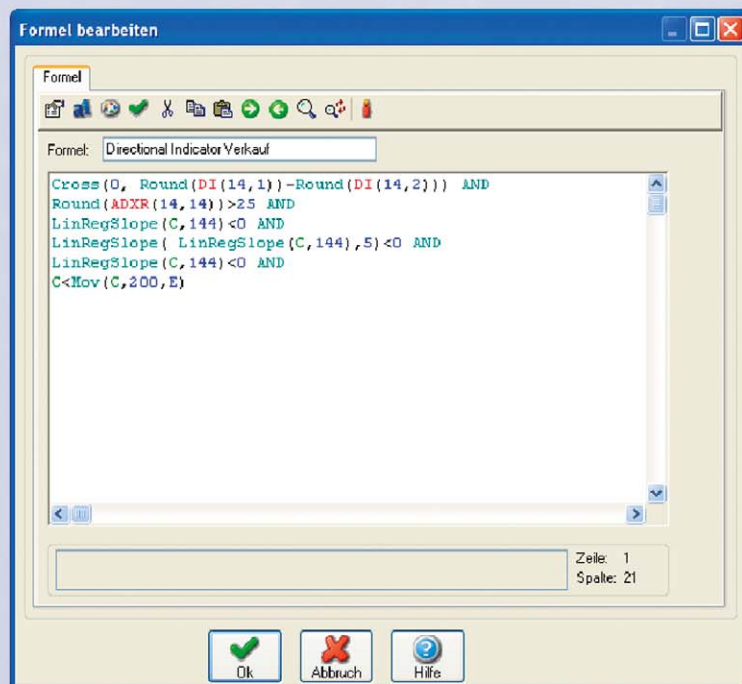 Formel bearbeiten
Formel
Formel: Directional Indicator Verkauf
Cross(0, Round(DI(14,1))-Round(DI(14,2))) AND
Round(ADXR(14,14))>25 AND
LinRegSlope(C,144)<0 AND
LinRegSlope( LinRegSlope(C,144),5)<0 AND
LinRegSlope(C,144)<0 AND
C<Mov(C,200,E)
Zeile: 1
Spalte: 21
Ok Abbruch Hilfe